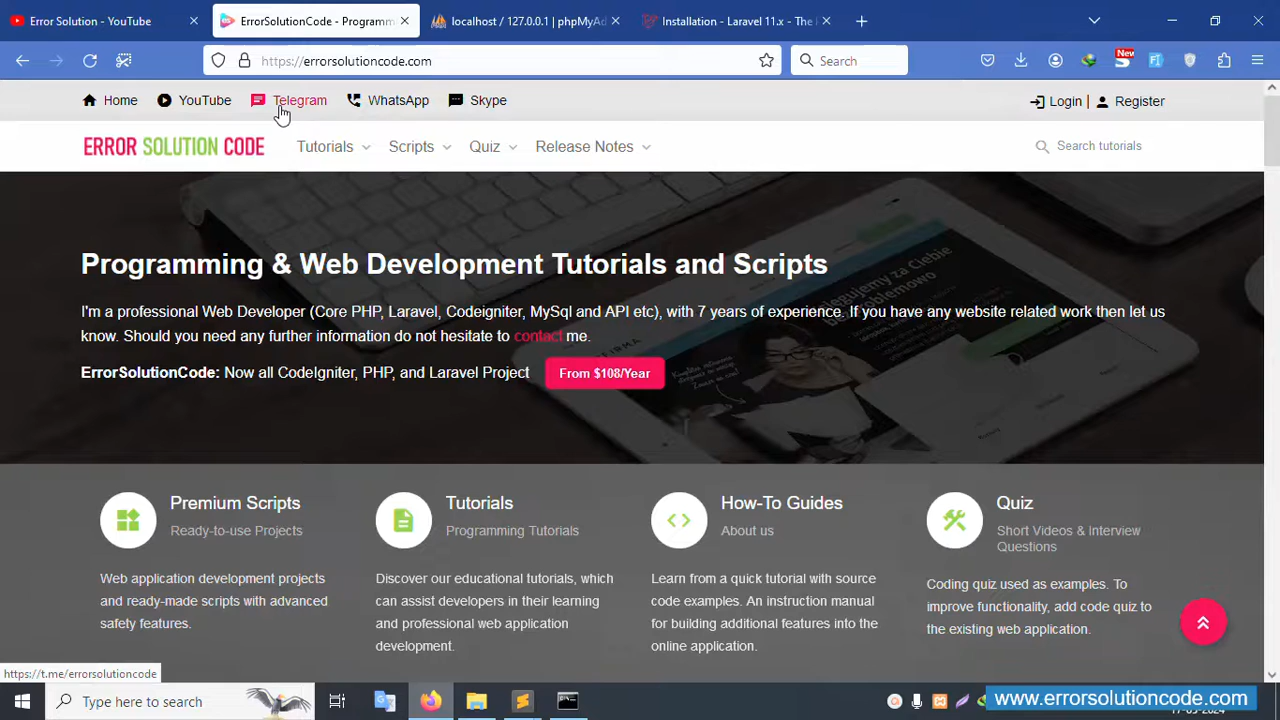 Error Solution - YouTube
ErrorSolutionCode - Programm
localhost / 127.0.0.1 | phpMyAd
Installation - Laravel 11.x - The
https://errorsolutioncode.com
Search
New
Home
YouTube
Telegram
WhatsApp
Skype
Login |
Register
ERROR SOLUTION CODE
Tutorials
Scripts
Quiz
Release Notes
Search tutorials
Programming & Web Development Tutorials and Scripts
I'm a professional Web Developer (Core PHP, Laravel, Codeigniter, MySql and API etc), with 7 years of experience. If you have any website related work then let us
know. Should you need any further information do not hesitate to contact me.
ErrorSolutionCode: Now all CodeIgniter, PHP, and Laravel Project
From $108/Year
Premium Scripts
Ready-to-use Projects
Web application development projects
and ready-made scripts with advanced
safety features.
Tutorials
Programming Tutorials
Discover our educational tutorials, which
can assist developers in their learning
and professional web application
development.
How-To Guides
About us
Learn from a quick tutorial with source
code examples. An instruction manual
for building additional features into the
online application.
Quiz
Short Videos & Interview
Questions
Coding quiz used as examples. To
improve functionality, add code quiz to
the existing web application.
https://t.me/errorsolutioncode
Type here to search
www.errorsolutioncode.com